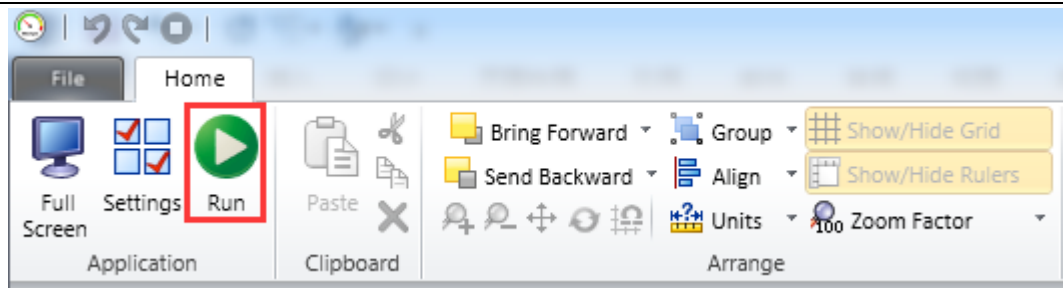 File Home
Bring Forward Group Show/Hide Grid
Send Backward Align Show/Hide Rulers
Full Screen Settings Run Paste 100 Units Zoom Factor
Application Clipboard Arrange